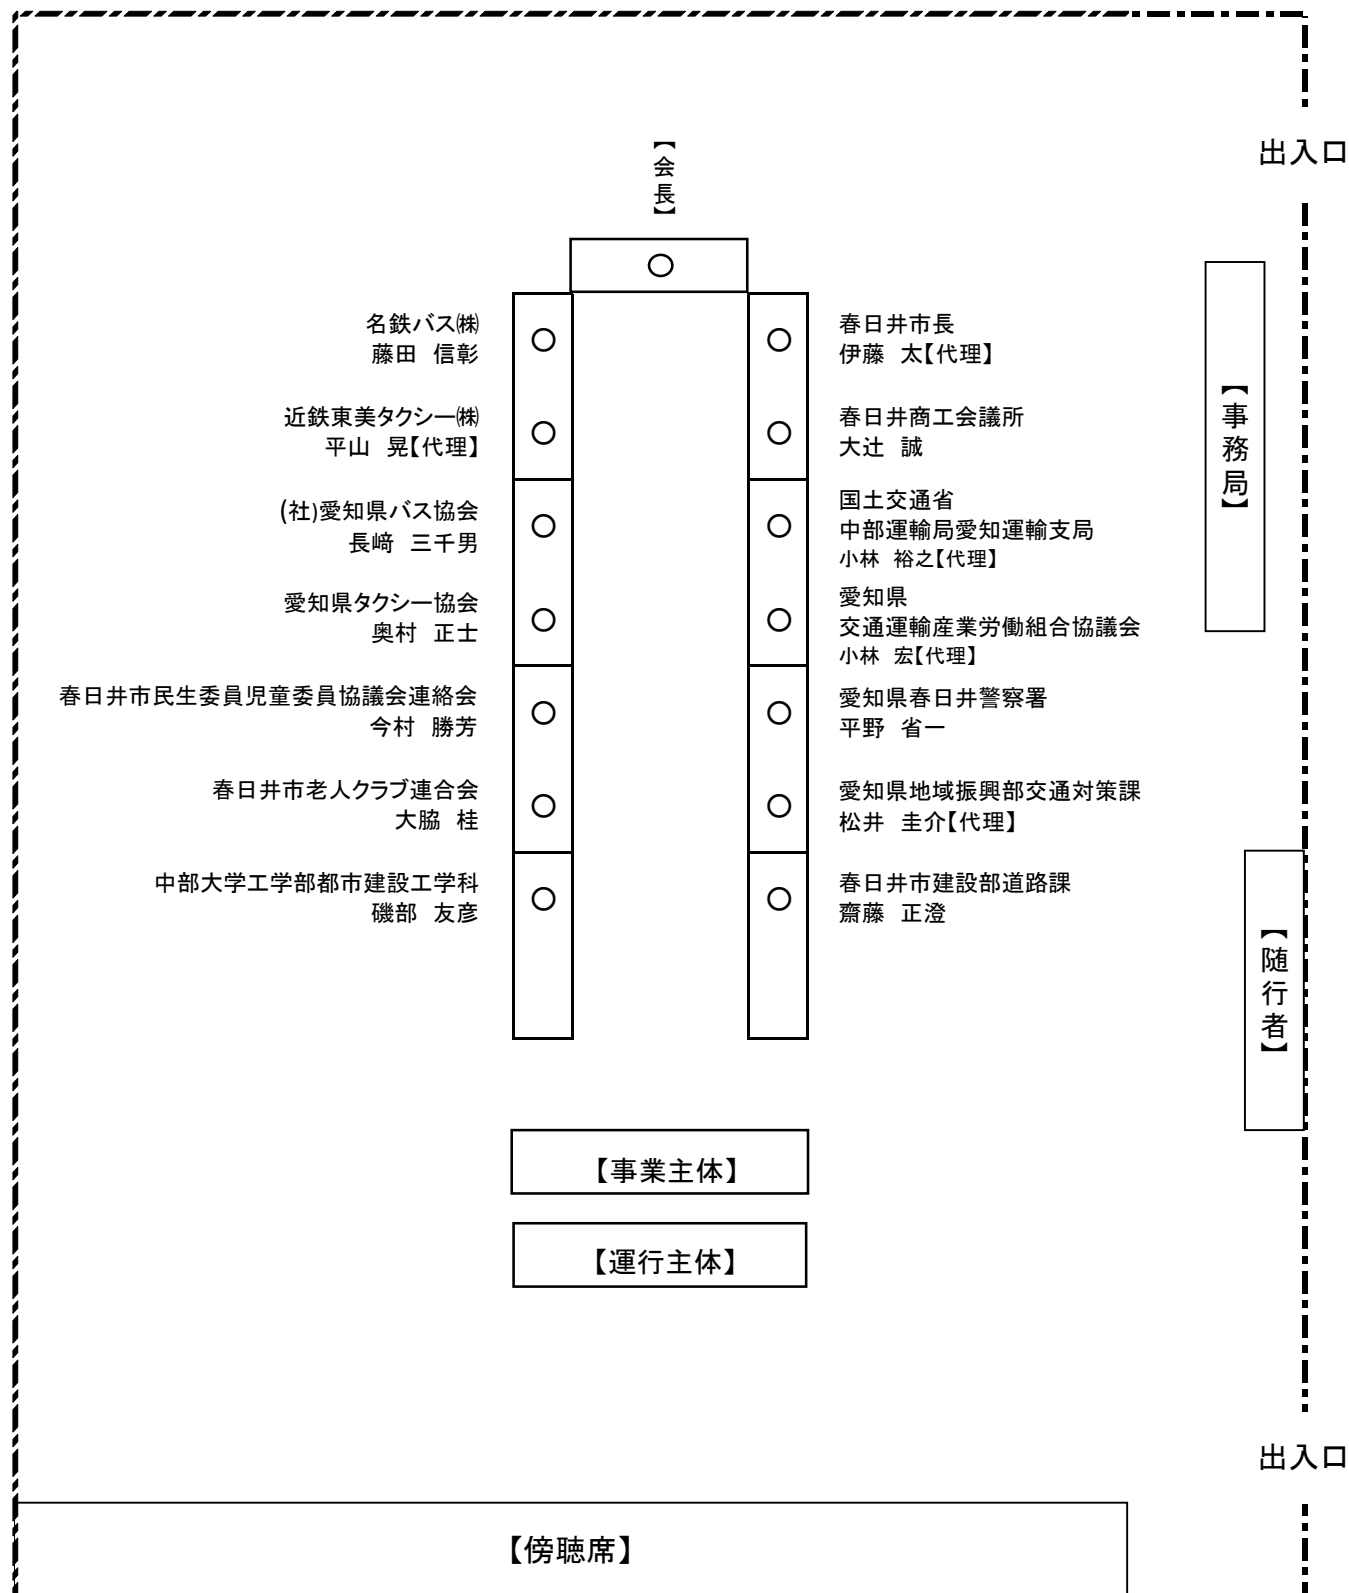 出入口
【会長】
名鉄バス㈱
藤田 信彰
近鉄東美タクシー㈱
平山 晃【代理】
(社)愛知県バス協会
長﨑 三千男
愛知県タクシー協会
奥村 正士
春日井市民生委員児童委員協議会連絡会
今村 勝芳
春日井市老人クラブ連合会
大脇 桂
中部大学工学部都市建設工学科
磯部 友彦
春日井市長
伊藤 太【代理】
春日井商工会議所
大辻 誠
国土交通省
中部運輸局愛知運輸支局
小林 裕之【代理】
愛知県
交通運輸産業労働組合協議会
小林 宏【代理】
愛知県春日井警察署
平野 省一
愛知県地域振興部交通対策課
松井 圭介【代理】
春日井市建設部道路課
齋藤 正澄
【事務局】
【随行者】
【事業主体】
【運行主体】
出入口
【傍聴席】